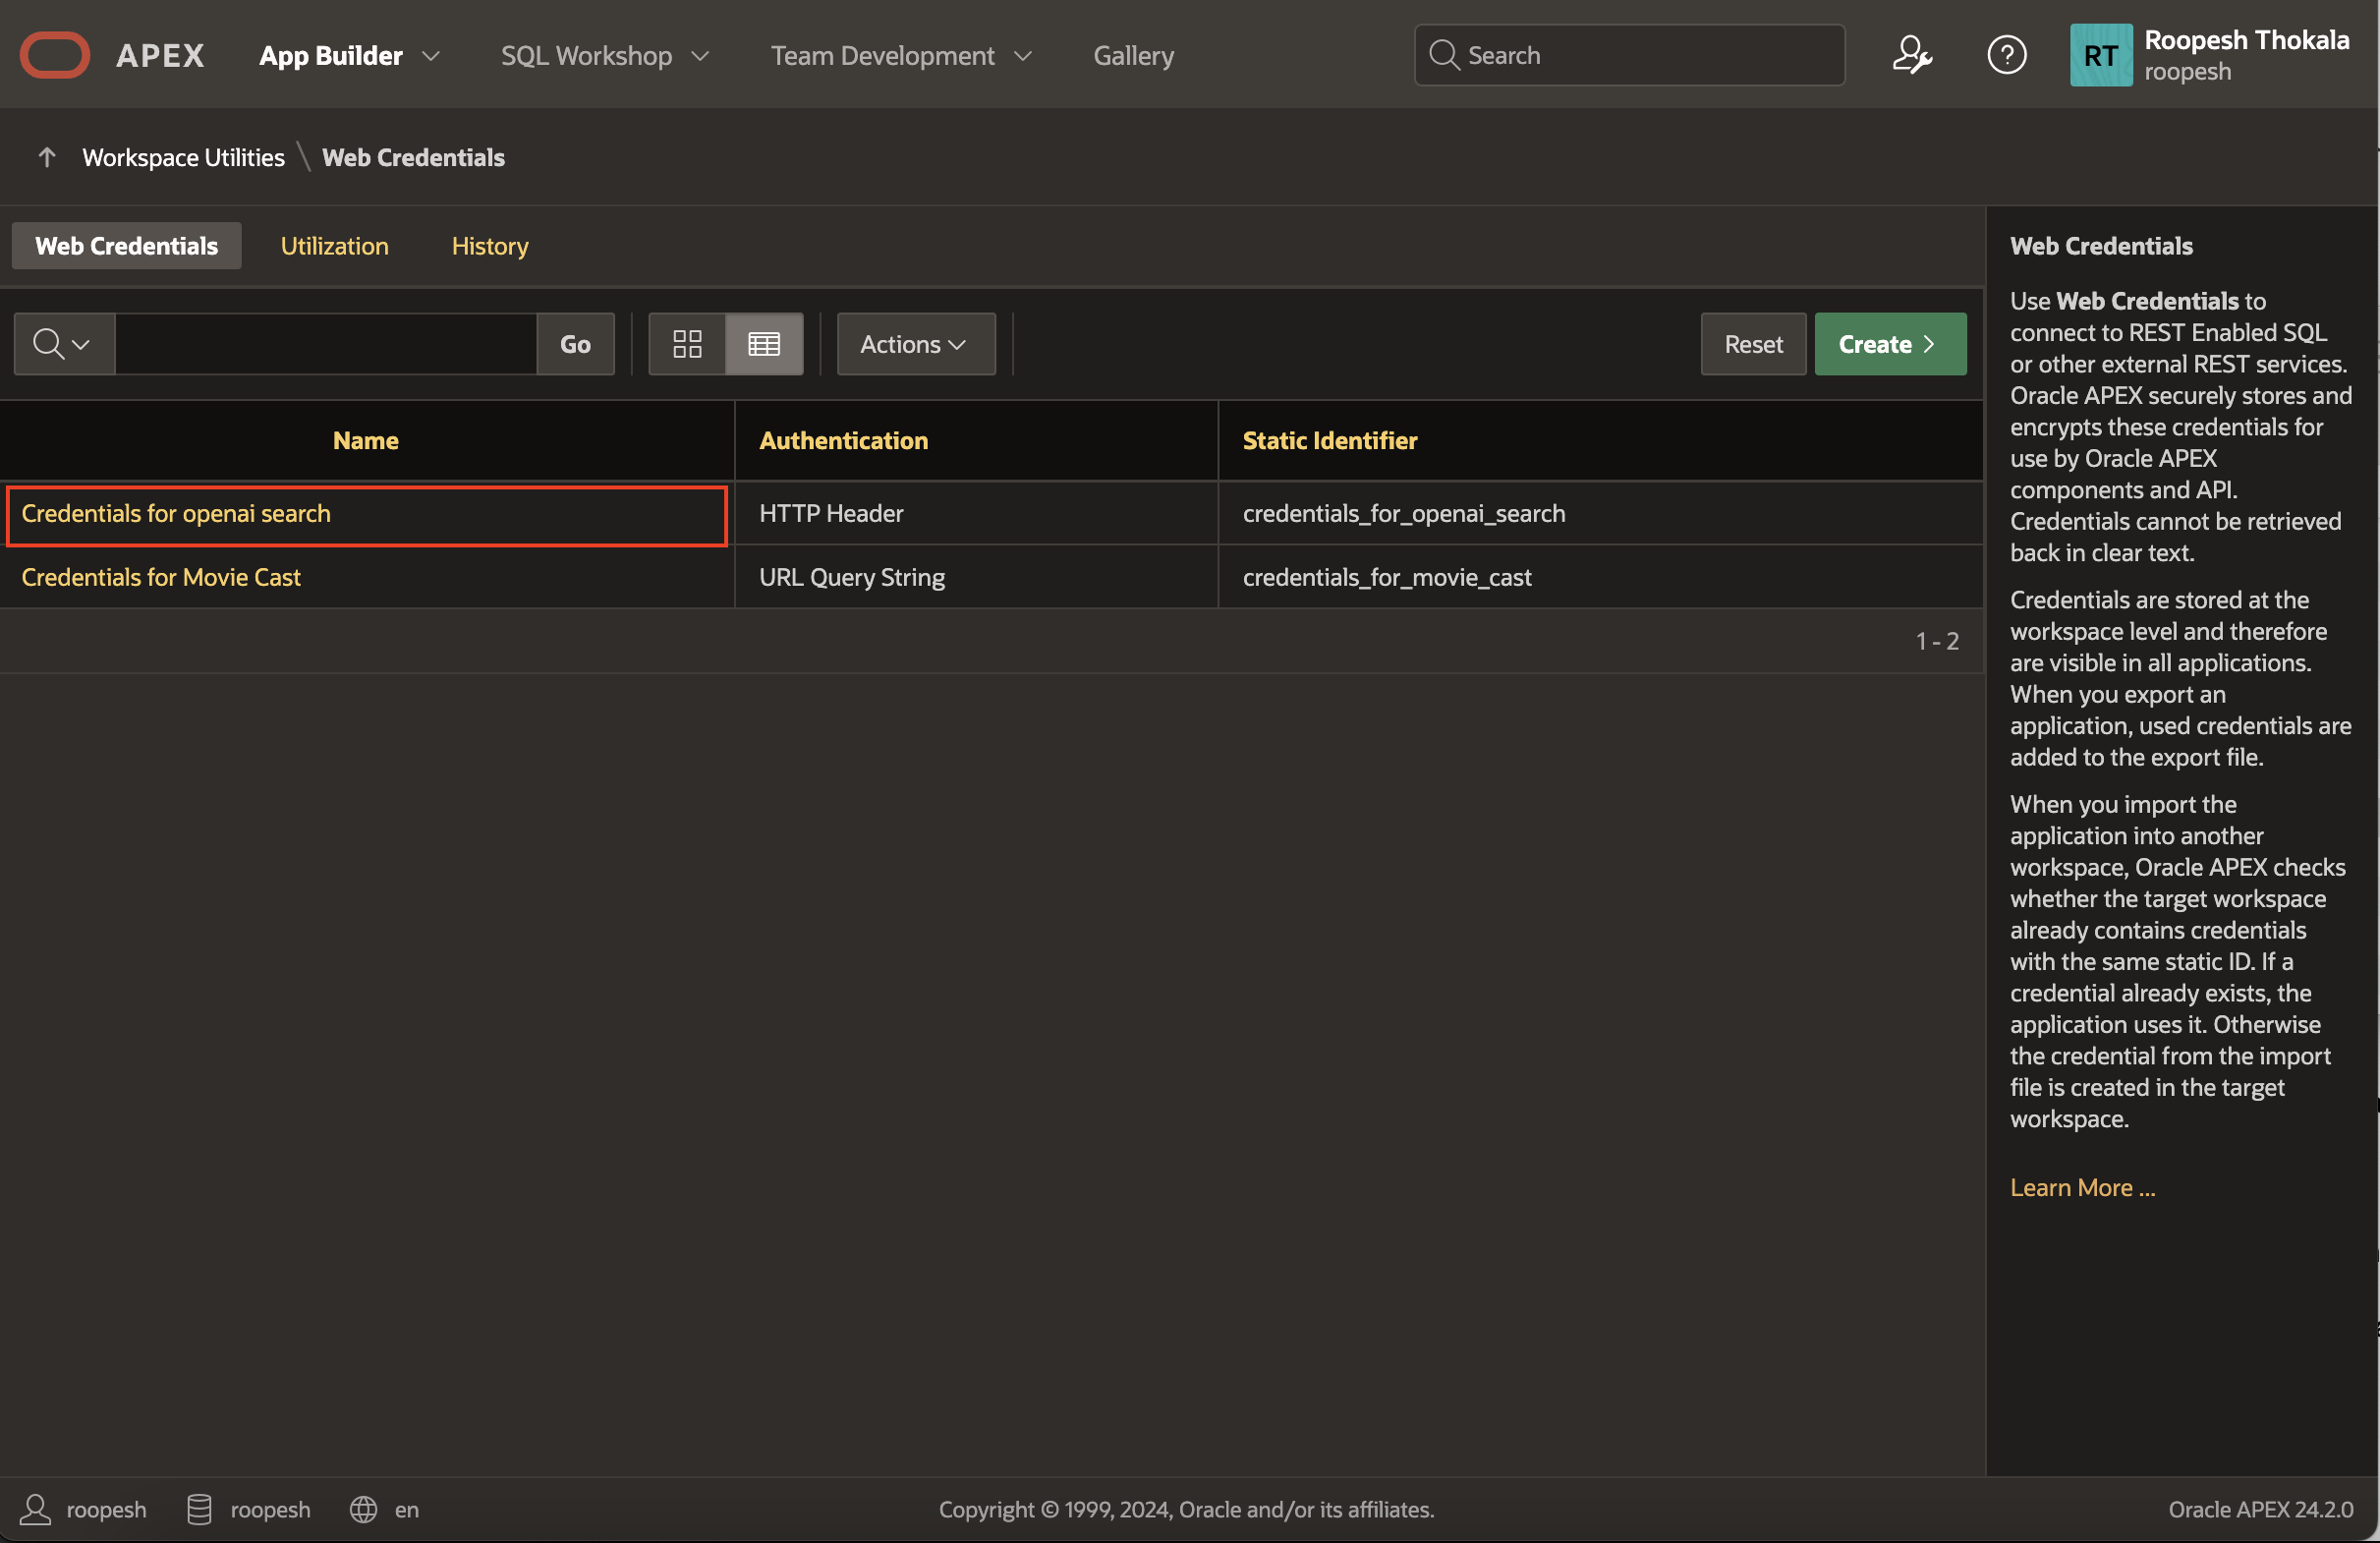 APEX App Builder SQL Workshop Team Development Gallery Search RT Roopesh Thokala
roopesh
Workspace Utilities \ Web Credentials
Web Credentials Utilization History
Go Actions Reset Create
Name Authentication Static Identifier
Credentials for openai search HTTP Header credentials_for_openai_search
Credentials for Movie Cast URL Query String credentials_for_movie_cast
1 - 2
Web Credentials
Use Web Credentials to
connect to REST Enabled SQL
or other external REST services.
Oracle APEX securely stores and
encrypts these credentials for
use by Oracle APEX
components and API.
Credentials cannot be retrieved
back in clear text.
Credentials are stored at the
workspace level and therefore
are visible in all applications.
When you export an
application, used credentials are
added to the export file.
When you import the
application into another
workspace, Oracle APEX checks
whether the target workspace
already contains credentials
with the same static ID. If a
credential already exists, the
application uses it. Otherwise
the credential from the import
file is created in the target
workspace.
Learn More ...
roopesh roopesh en Copyright © 1999, 2024, Oracle and/or its affiliates. Oracle APEX 24.2.0